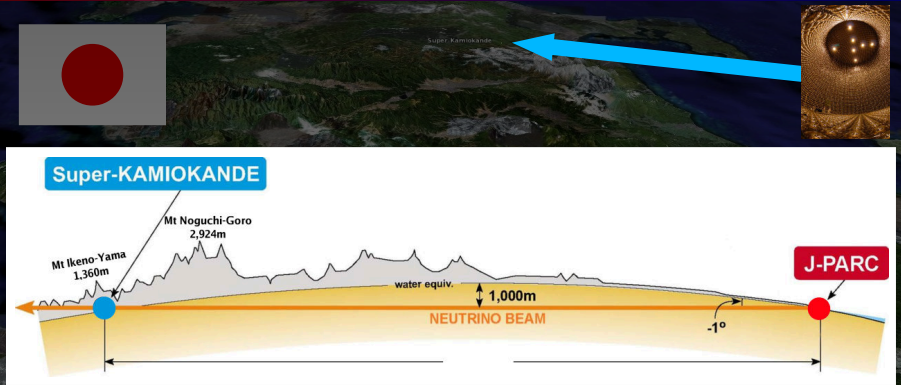 Super-Kamiokande
Super-KAMIOKANDE
Mt Noguchi-Goro
2,924m
Mt Ikeno-Yama
1,360m
J-PARC
water equiv.
1,000m
NEUTRINO BEAM
-1º